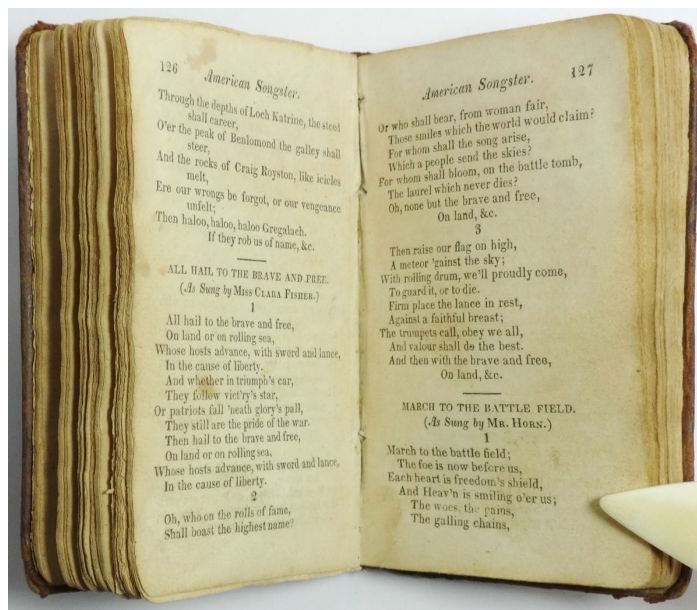 126
American Songster.
Through the depths of Loch Katrine, the steed
shall career,
O'er the peak of Benlomond the galley shall
steer,
And the rocks of Craig Royston, like icicles
melt,
Ere our wrongs be forgot, or our vengeance
unfelt;
Then haloo, haloo, haloo Gregalach.
If they rob us of name, &c.
ALL HAIL TO THE BRAVE AND FREE.
(As Sung by MISS CLARA FISHER.)
1
All hail to the brave and free,
On land or on rolling sea,
Whose hosts advance, with sword and lance,
In the cause of liberty.
And whether in triumph's car,
They follow vict'ry's star,
Or patriots fall 'neath glory's pall,
They still are the pride of the war.
Then hail to the brave and free,
On land or on rolling sea,
Whose hosts advance, with sword and lance,
In the cause of liberty.
2
Oh, who on the rolls of fame,
Shall boast the highest name?
American Songster.
127
Or who shall bear, from woman fair,
Those smiles which the world would claim?
For whom shall the song arise,
Which a people send the skies?
For whom shall bloom, on the battle tomb,
The laurel which never dies?
Oh, none but the brave and free,
On land, &c.
3
Then raise our flag on high,
A meteor 'gainst the sky;
With rolling drum, we'll proudly come,
To guard it, or to die.
Firm place the lance in rest,
Against a faithful breast;
The trumpets call, obey we all,
And valour shall do the best.
And then with the brave and free,
On land, &c.
MARCH TO THE BATTLE FIELD.
(As Sung by MR. HORN.)
1
March to the battle field;
The foe is now before us,
Each heart is freedom's shield,
And Heav'n is smiling o'er us;
The woes, the pains,
The galling chains,